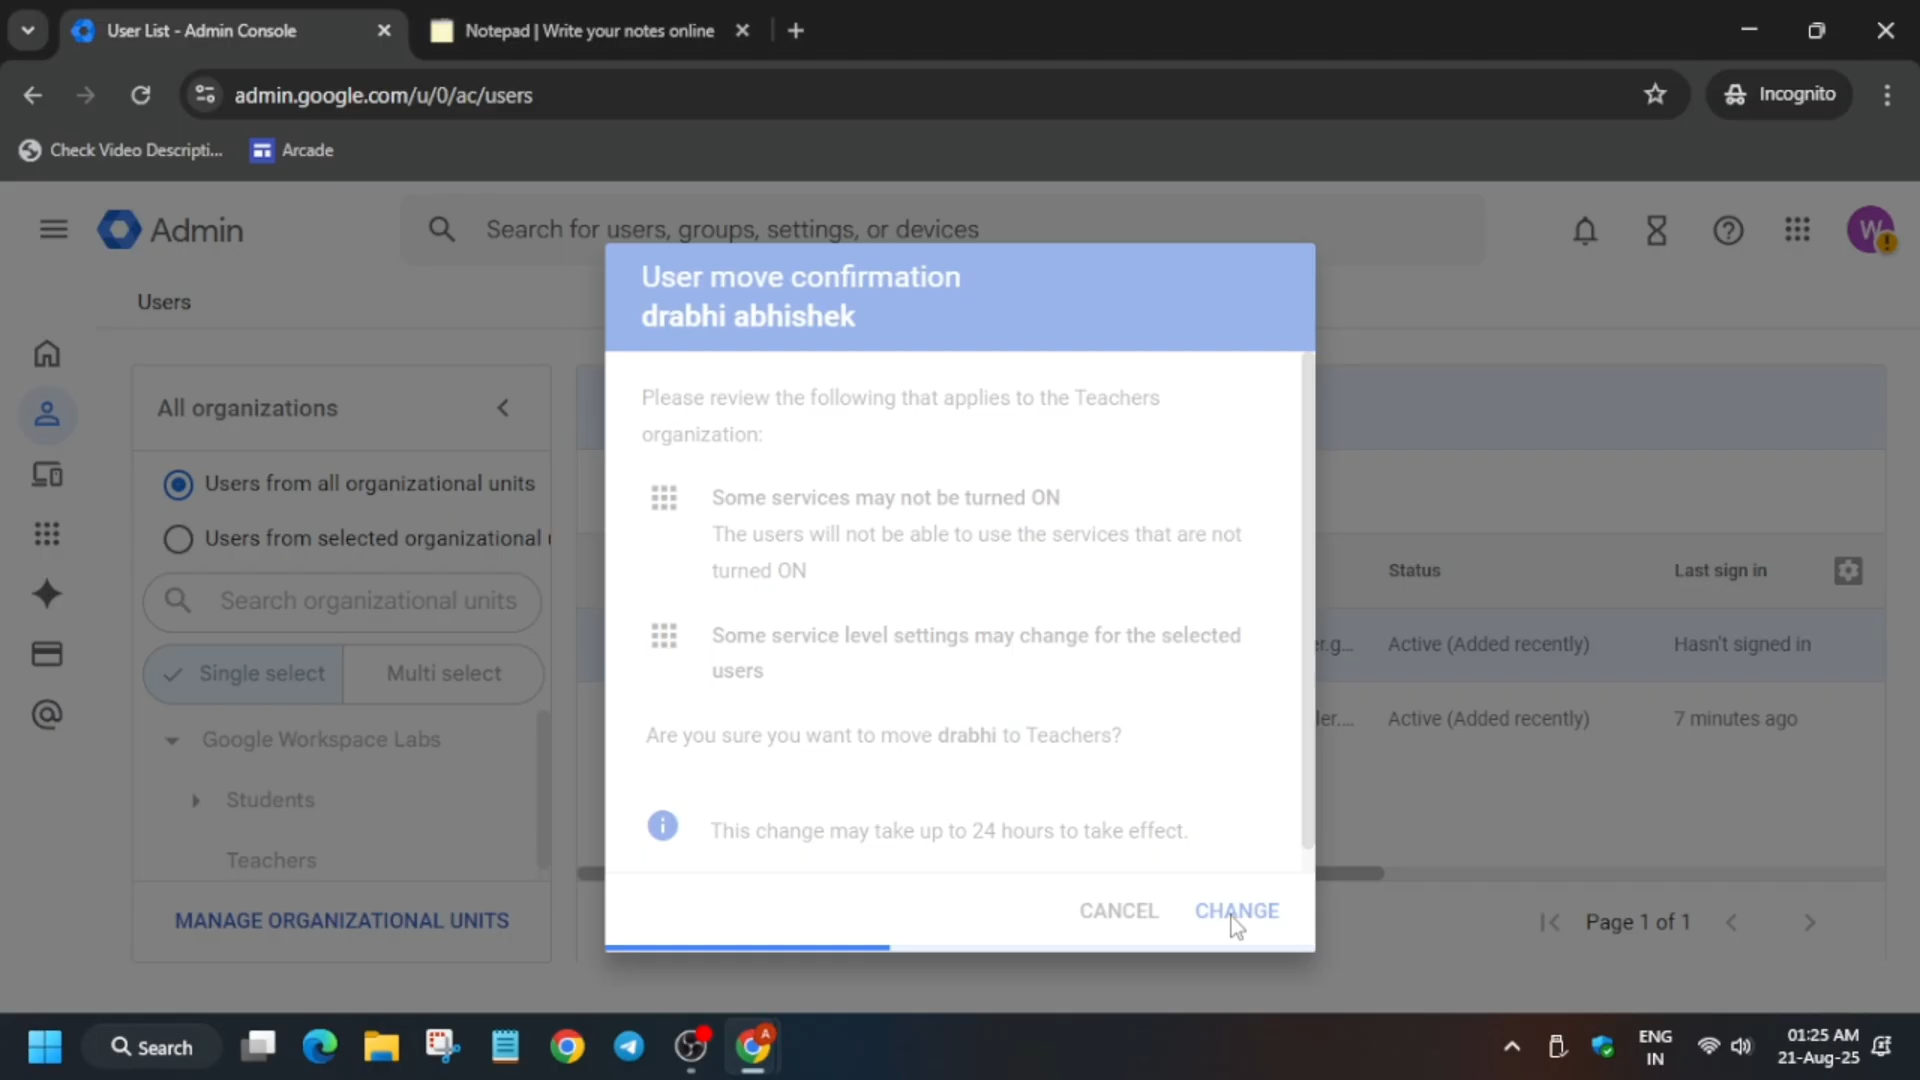 User List - Admin Console
Notepad | Write your notes online
admin.google.com/u/0/ac/users
Incognito
Check Video Descripti...
Arcade
Admin
Search for users, groups, settings, or devices
W
Users
User move confirmation
drabhi abhishek
All organizations
Users from all organizational units
Users from selected organizational
Search organizational units
Single select
Multi select
Google Workspace Labs
Students
Teachers
MANAGE ORGANIZATIONAL UNITS
Please review the following that applies to the Teachers
organization:
Some services may not be turned ON
The users will not be able to use the services that are not
turned ON
Some service level settings may change for the selected
users
Are you sure you want to move drabhi to Teachers?
This change may take up to 24 hours to take effect.
CANCEL
CHANGE
Status
Last sign in
er.g...
Active (Added recently)
Hasn't signed in
ler....
Active (Added recently)
7 minutes ago
Page 1 of 1
Search
A
ENG
IN
01:25 AM
21-Aug-25